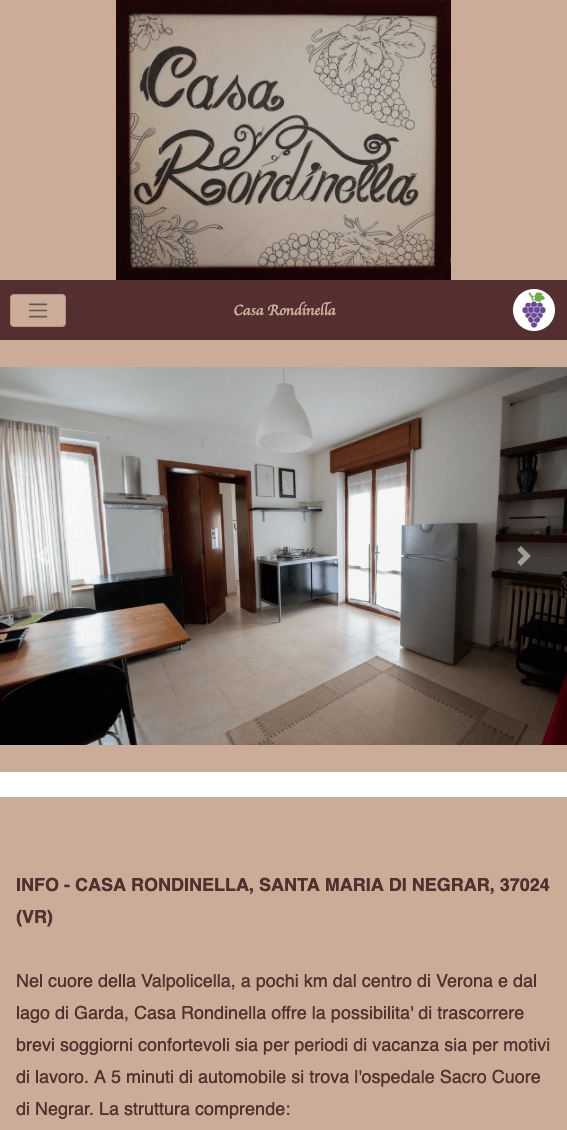 Casa
Rondinella
Casa Rondinella
INFO - CASA RONDINELLA, SANTA MARIA DI NEGRAR, 37024
(VR)
Nel cuore della Valpolicella, a pochi km dal centro di Verona e dal
lago di Garda, Casa Rondinella offre la possibilita' di trascorrere
brevi soggiorni confortevoli sia per periodi di vacanza sia per motivi
di lavoro. A 5 minuti di automobile si trova l'ospedale Sacro Cuore
di Negrar. La struttura comprende: